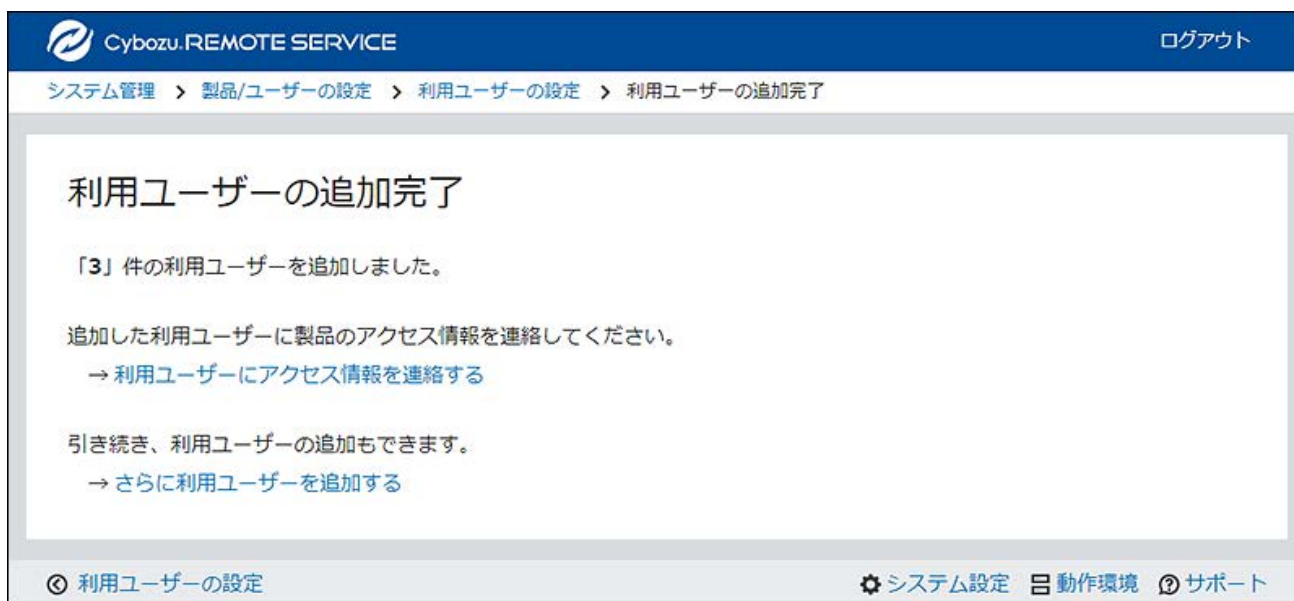 Cybozu.REMOTE SERVICE ログアウト
システム管理 > 製品/ユーザーの設定 > 利用ユーザーの設定 > 利用ユーザーの追加完了
利用ユーザーの追加完了
「3」件の利用ユーザーを追加しました。
追加した利用ユーザーに製品のアクセス情報を連絡してください。
→利用ユーザーにアクセス情報を連絡する
引き続き、利用ユーザーの追加もできます。
→さらに利用ユーザーを追加する
利用ユーザーの設定 システム設定 動作環境 サポート